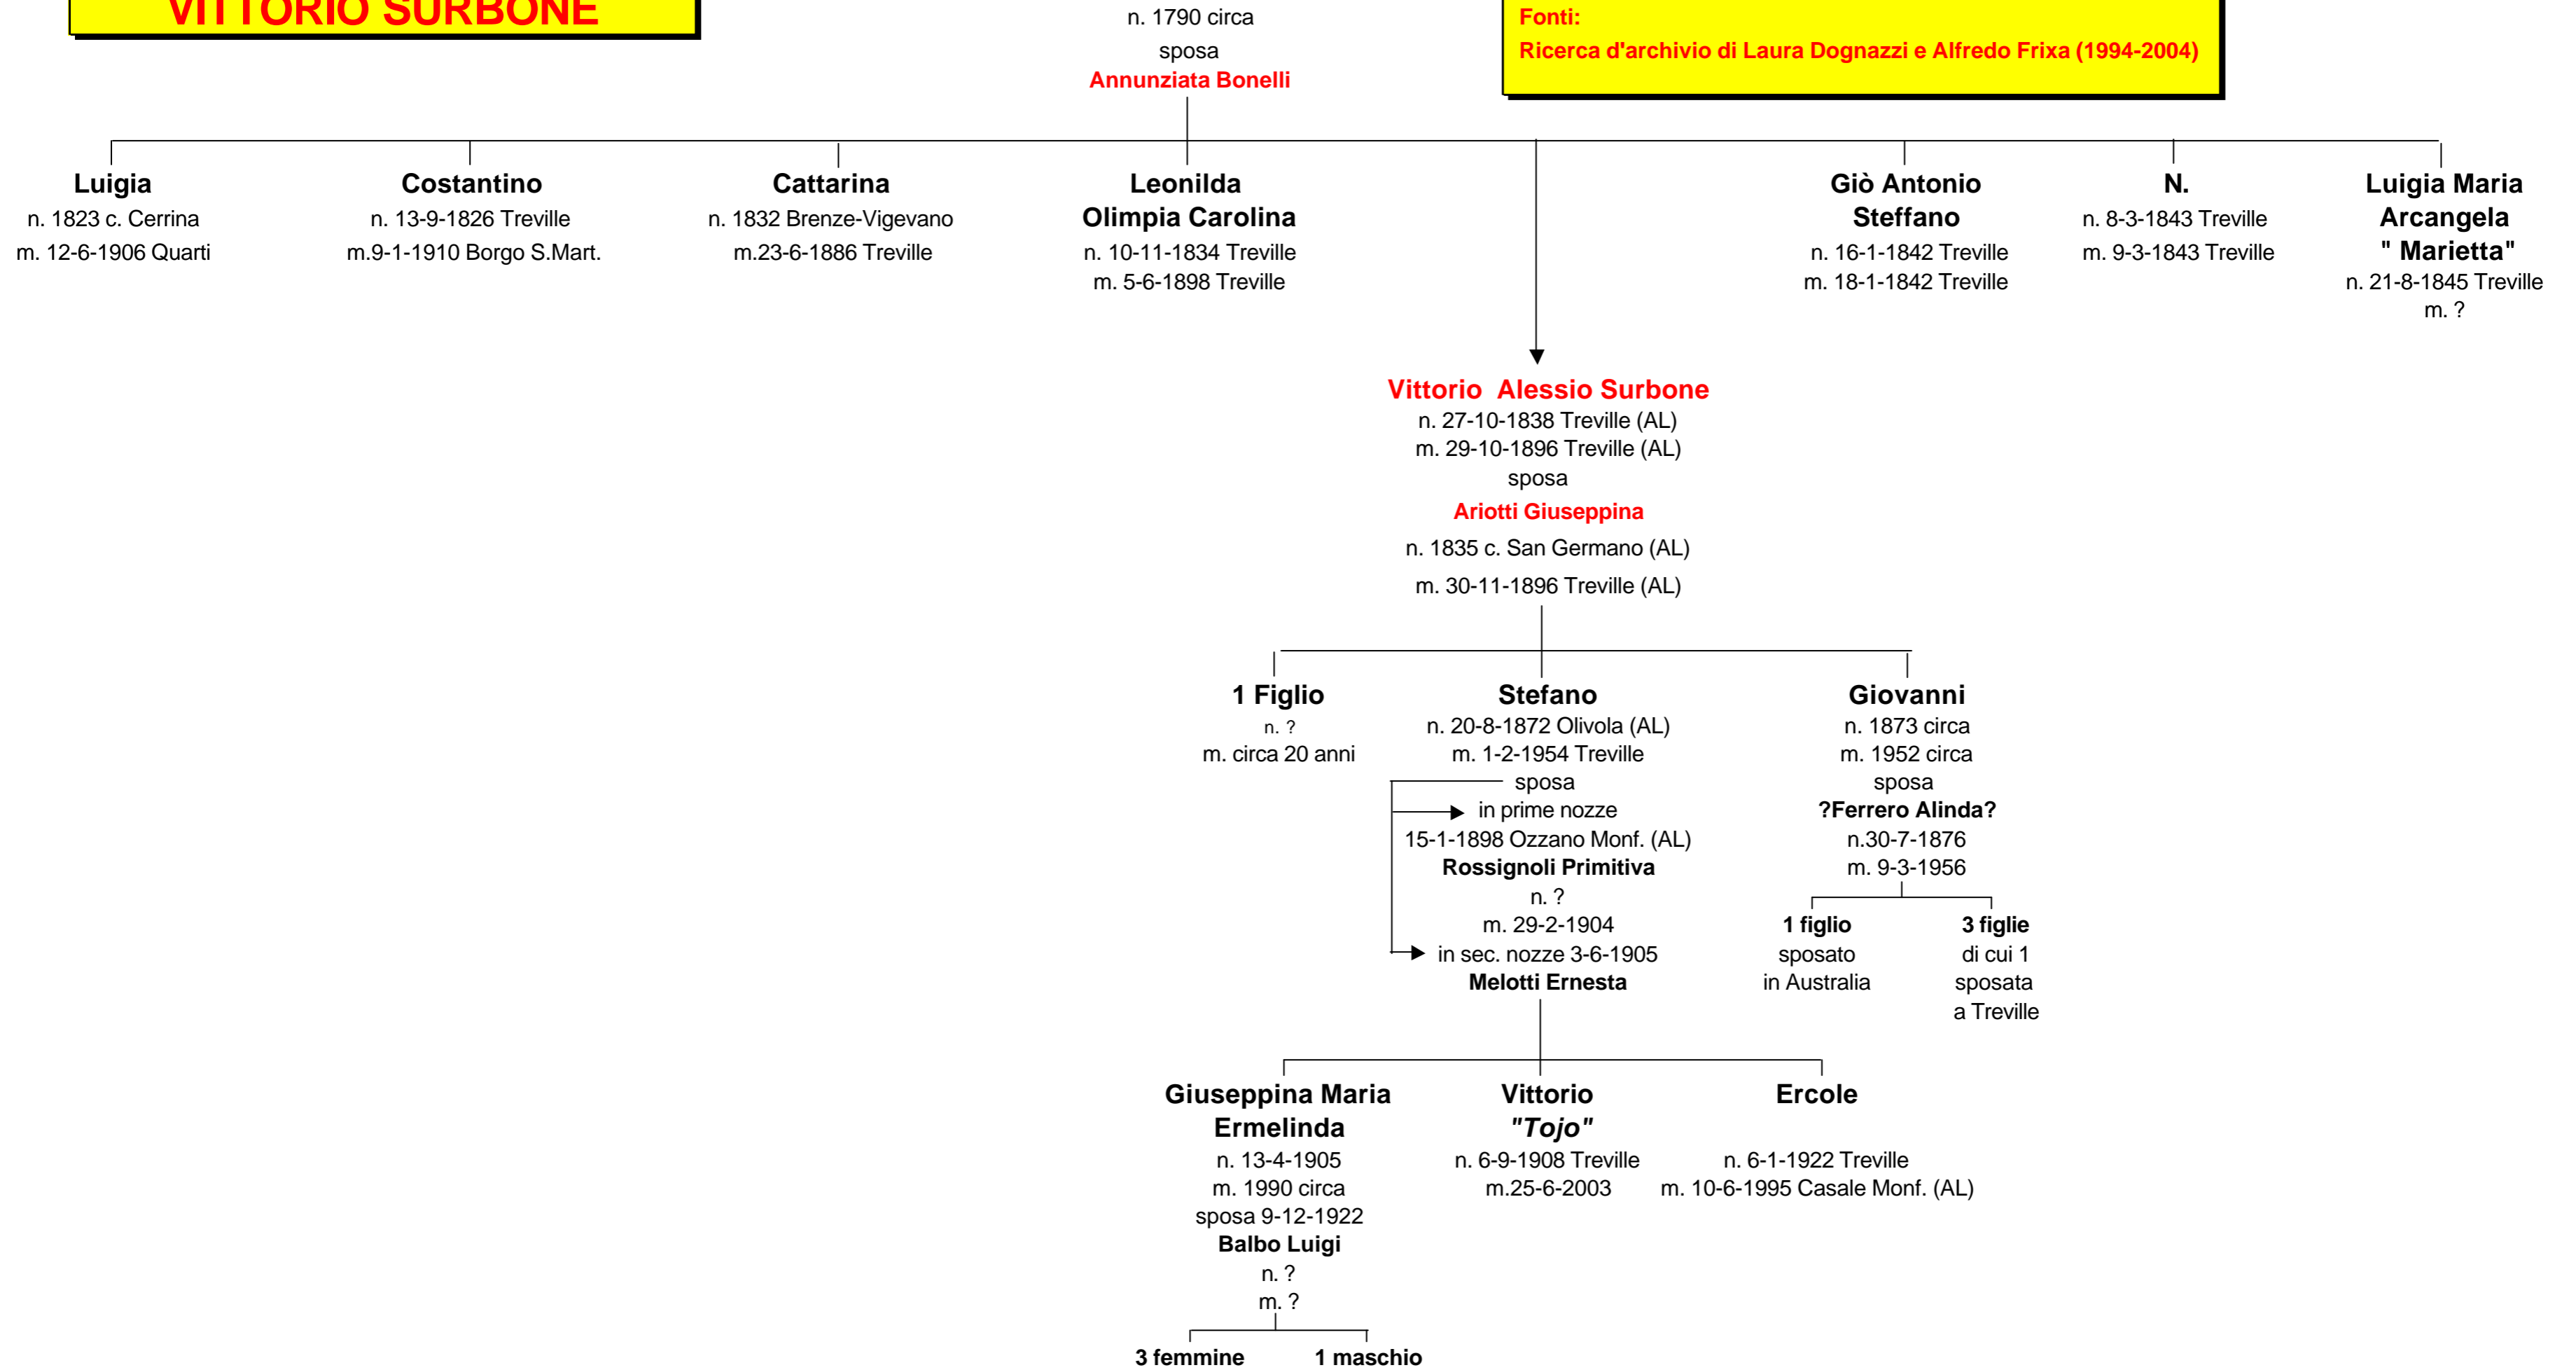 VITTORIO SURBONE
n. 1790 circa
sposa
Annunziata Bonelli
Fonti:
Ricerca d'archivio di Laura Dognazzi e Alfredo Frixa (1994-2004)
Luigia
n. 1823 c. Cerrina
m. 12-6-1906 Quarti
Costantino
n. 13-9-1826 Treville
m.9-1-1910 Borgo S.Mart.
Cattarina
n. 1832 Brenze-Vigevano
m.23-6-1886 Treville
Leonilda
Olimpia Carolina
n. 10-11-1834 Treville
m. 5-6-1898 Treville
Giò Antonio
Steffano
n. 16-1-1842 Treville
m. 18-1-1842 Treville
N.
n. 8-3-1843 Treville
m. 9-3-1843 Treville
Luigia Maria
Arcangela
" Marietta"
n. 21-8-1845 Treville
m. ?
Vittorio  Alessio Surbone
n. 27-10-1838 Treville (AL)
m. 29-10-1896 Treville (AL)
sposa
Ariotti Giuseppina
n. 1835 c. San Germano (AL)
m. 30-11-1896 Treville (AL)
1 Figlio
n. ?
m. circa 20 anni
Stefano
n. 20-8-1872 Olivola (AL)
m. 1-2-1954 Treville
sposa
in prime nozze
15-1-1898 Ozzano Monf. (AL)
Rossignoli Primitiva
n. ?
m. 29-2-1904
in sec. nozze 3-6-1905
Melotti Ernesta
Giovanni
n. 1873 circa
m. 1952 circa
sposa
?Ferrero Alinda?
n.30-7-1876
m. 9-3-1956
1 figlio
sposato
in Australia
3 figlie
di cui 1
sposata
a Treville
Giuseppina Maria
Ermelinda
n. 13-4-1905
m. 1990 circa
sposa 9-12-1922
Balbo Luigi
n. ?
m. ?
3 femmine
1 maschio
Vittorio
"Tojo"
n. 6-9-1908 Treville
m.25-6-2003
Ercole
n. 6-1-1922 Treville
m. 10-6-1995 Casale Monf. (AL)